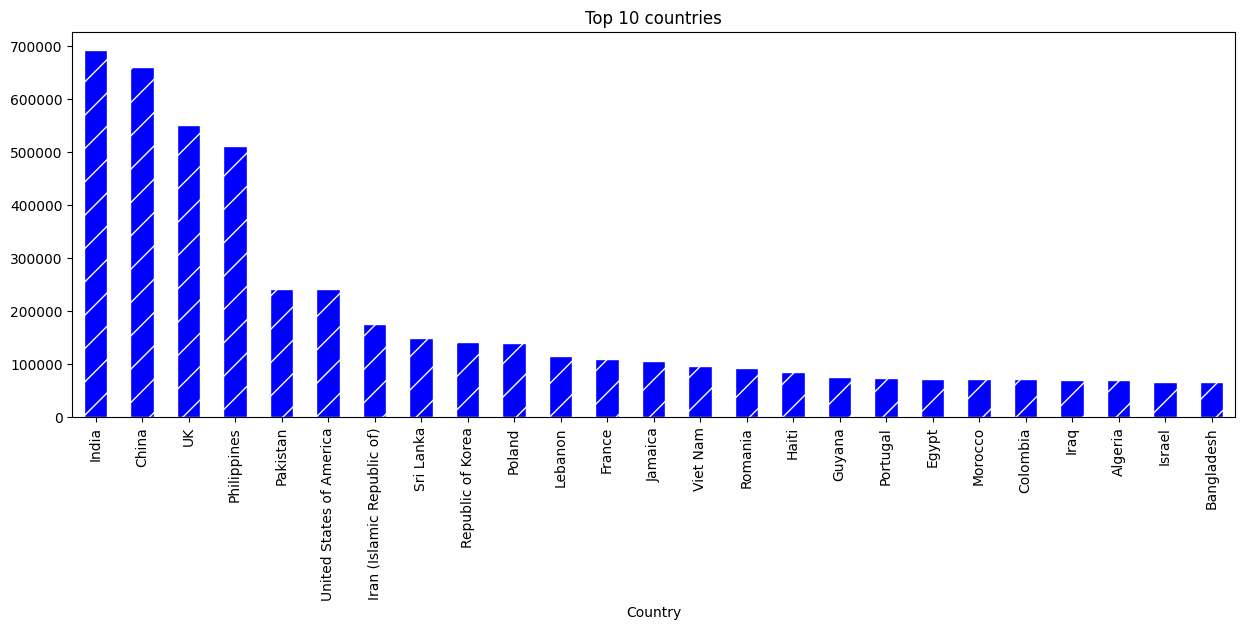 Top 10 countries
700000
600000
500000
400000
300000
200000
100000
0
India
China
UK
Philippines
Pakistan
United States of America
Iran (Islamic Republic of)
Sri Lanka
Republic of Korea
Poland
Lebanon
France
Jamaica
Viet Nam
Romania
Haiti
Guyana
Portugal
Egypt
Morocco
Colombia
Iraq
Algeria
Israel
Bangladesh
Country